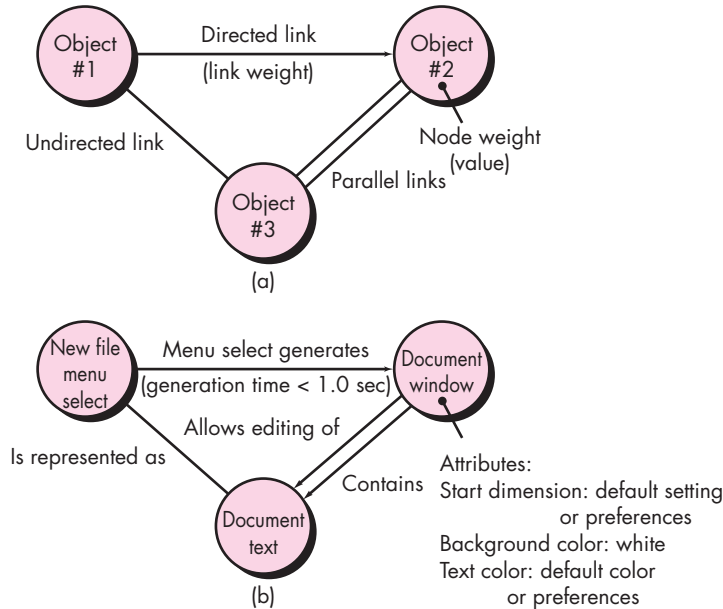 Object
#1
Directed link
(link weight)
Object
#2
Undirected link
Node weight
(value)
Parallel links
Object
#3
(a)
New file
menu
select
Menu select generates
(generation time < 1.0 sec)
Document
window
Allows editing of
Is represented as
Contains
Attributes:
Start dimension: default setting
or preferences
Background color: white
Text color: default color
or preferences
Document
text
(b)